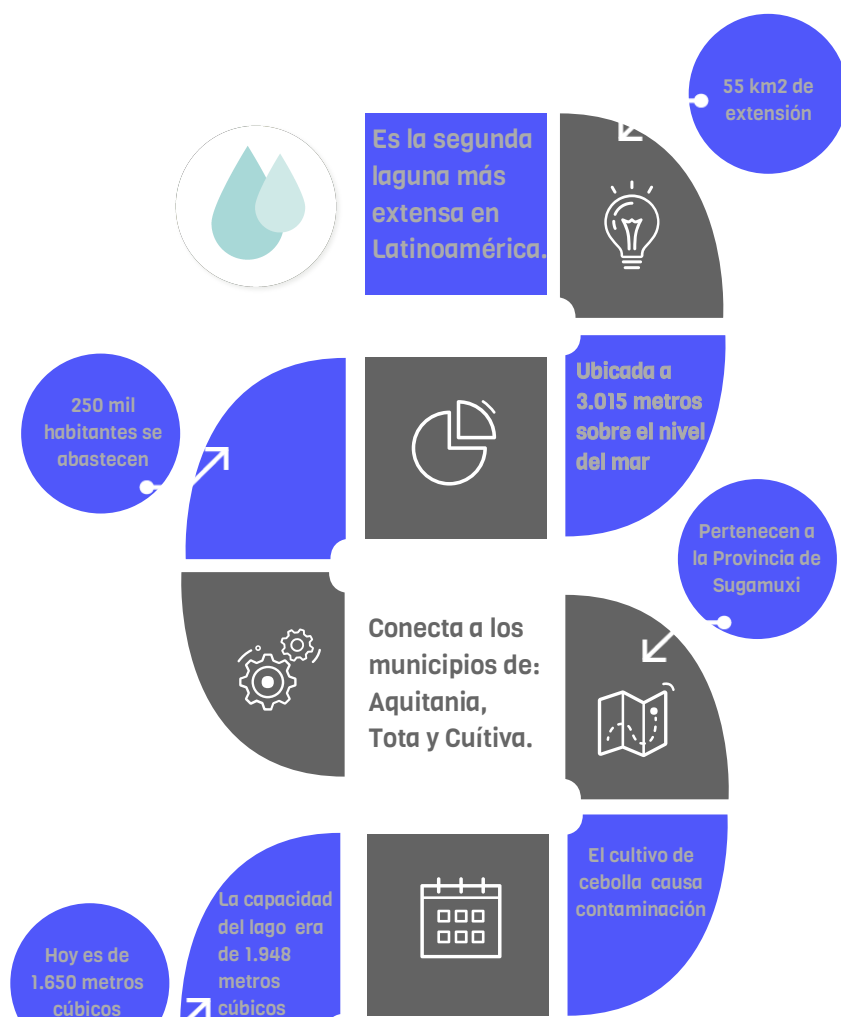 55 km2 de
extensión
Es la segunda
laguna más
extensa en
Latinoamérica.
250 mil
habitantes se
abastecen
Ubicada a
3.015 metros
sobre el nivel
del mar
Pertenecen a
la Provincia de
Sugamuxi
Conecta a los
municipios de:
Aquitania,
Tota y Cuítiva.
El cultivo de
cebolla causa
contaminación
La capacidad
del lago era
de 1.948
metros
cúbicos
Hoy es de
1.650 metros
cúbicos